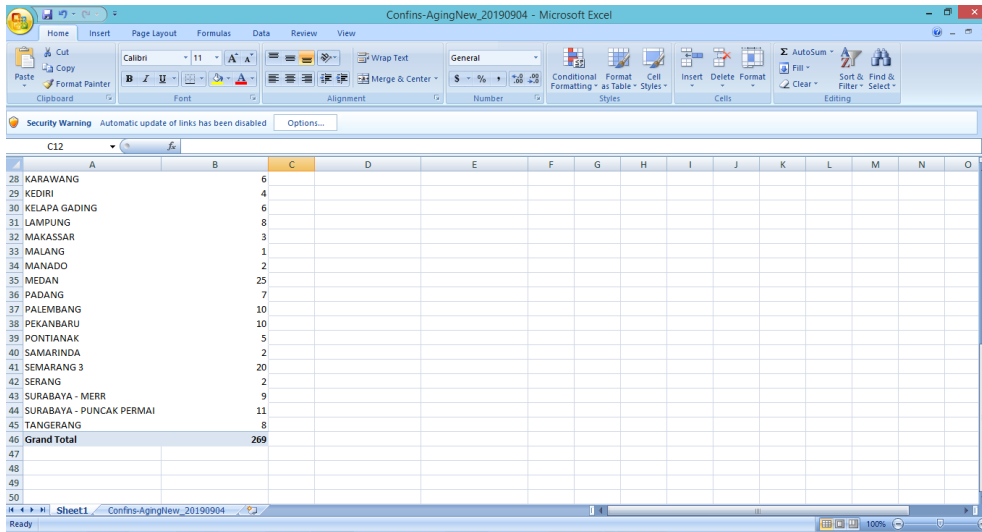 Confins-AgingNew_20190904 - Microsoft Excel
Home Insert Page Layout Formulas Data Review View
Paste
Cut
Copy
Format Painter
Clipboard
Calibri 11 A A
B I U A
Font
Wrap Text
Merge & Center
Alignment
General
$ % , .0 .00 .00 .0
Number
Conditional Formatting
Format as Table
Cell Styles
Styles
Insert Delete Format
Cells
Σ AutoSum
Fill
Clear
Sort & Filter
Find & Select
Editing
Security Warning Automatic update of links has been disabled Options...
C12 fx
A B C D E F G H I J K L M N O
28 KARAWANG 6
29 KEDIRI 4
30 KELAPA GADING 6
31 LAMPUNG 8
32 MAKASSAR 3
33 MALANG 1
34 MANADO 2
35 MEDAN 25
36 PADANG 7
37 PALEMBANG 10
38 PEKANBARU 10
39 PONTIANAK 5
40 SAMARINDA 2
41 SEMARANG 3 20
42 SERANG 2
43 SURABAYA - MERR 9
44 SURABAYA - PUNCAK PERMAI 11
45 TANGERANG 8
46 Grand Total 269
47
48
49
50
Sheet1 Confins-AgingNew_20190904
Ready 100%